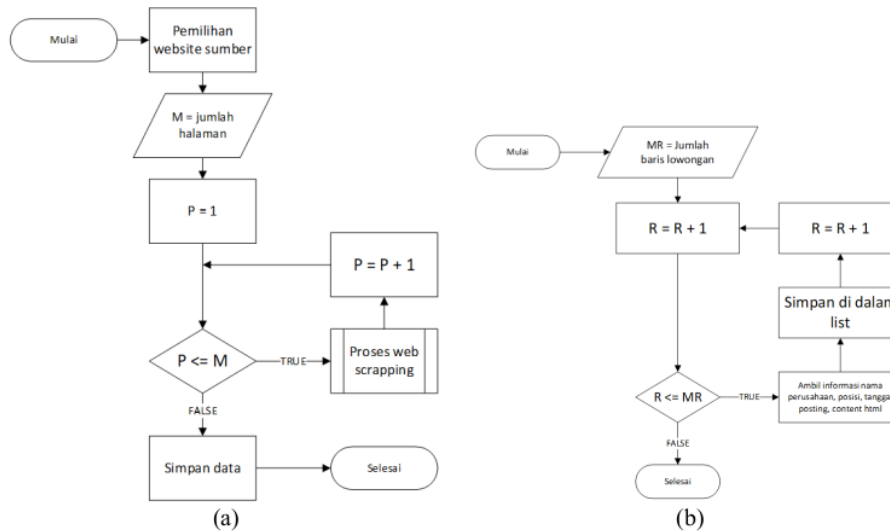 Mulai
Pemilihan
website sumber
M = jumlah
halaman
P = 1
P = P + 1
P <= M
TRUE
Proses web
scrapping
FALSE
Simpan data
Selesai
(a)
Mulai
MR = Jumlah
baris lowongan
R = R + 1
R = R + 1
Simpan di dalam
list
R <= MR
TRUE
Ambil informasi nama
perusahaan, posisi, tangga
posting, content html
FALSE
Selesai
(b)